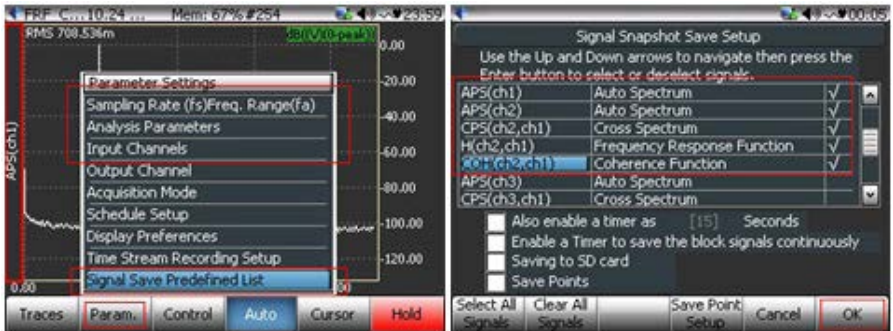 FRF C...10.24 ... Mem: 67% #254 23:59
RMS 708.536m
dB((V)(0-peak))
0.00
-20.00
-40.00
-60.00
-80.00
-100.00
-120.00
APS(ch1)
0.00
Parameter Settings
Sampling Rate (fs)Freq. Range(fa)
Analysis Parameters
Input Channels
Output Channel
Acquisition Mode
Schedule Setup
Display Preferences
Time Stream Recording Setup
Signal Save Predefined List
Traces Param. Control Auto Cursor Hold
00:05
Signal Snapshot Save Setup
Use the Up and Down arrows to navigate then press the
Enter button to select or deselect signals.
APS(ch1) Auto Spectrum √
APS(ch2) Auto Spectrum √
CPS(ch2,ch1) Cross Spectrum √
H(ch2,ch1) Frequency Response Function √
COH(ch2,ch1) Coherence Function √
APS(ch3) Auto Spectrum
CPS(ch3,ch1) Cross Spectrum
Also enable a timer as [15] Seconds
Enable a Timer to save the block signals continuously
Saving to SD card
Save Points
Select All Signals
Clear All Signals
Save Point Setup
Cancel
OK